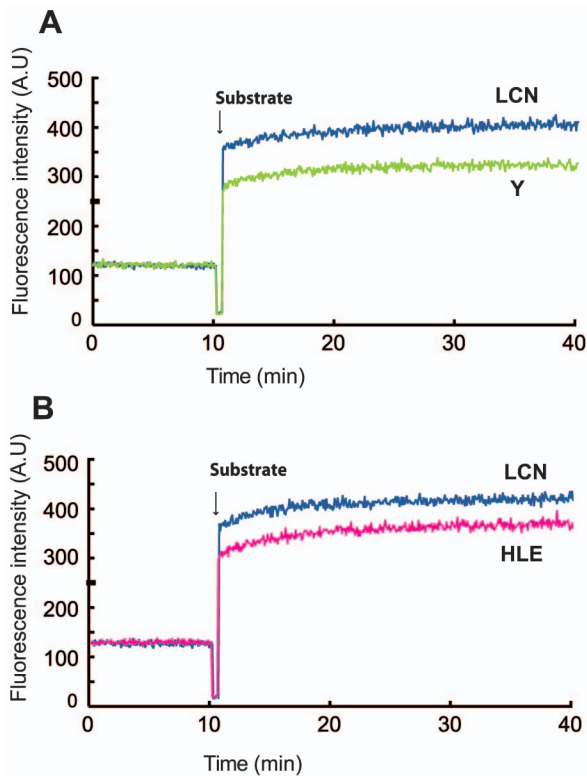 A
Fluorescence intensity (A.U)
500
400
300
200
100
0
Substrate
↓
LCN
Y
0
10
20
30
40
Time (min)
B
Fluorescence intensity (A.U)
500
400
300
200
100
0
Substrate
↓
LCN
HLE
0
10
20
30
40
Time (min)